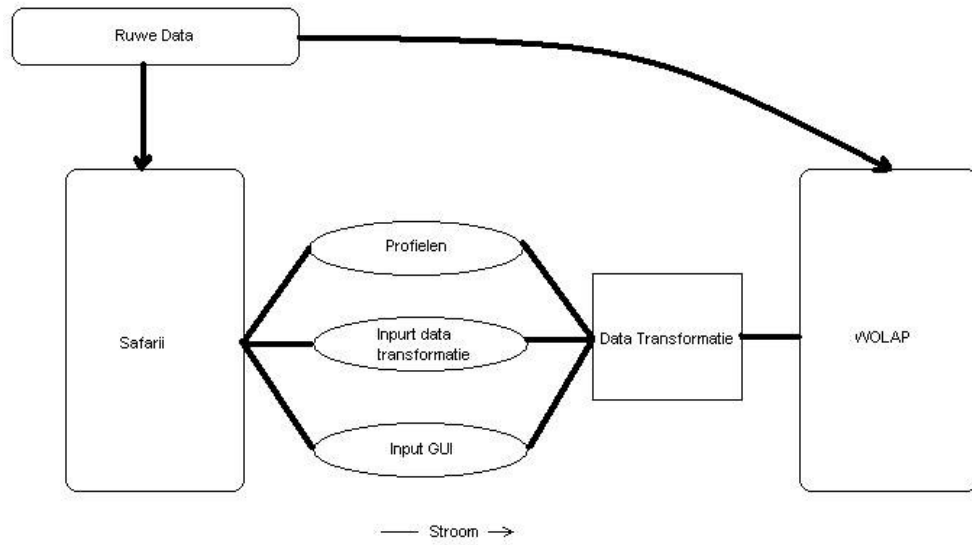 Ruwe Data
Safarii
Profielen
Inpurt data
transformatie
Input GUI
Data Transformatie
WOLAP
Stroom